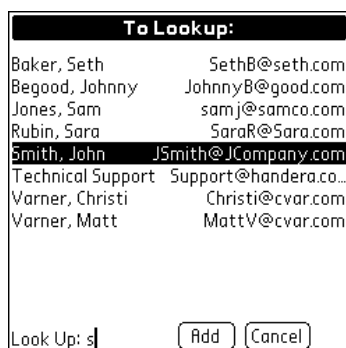 To Lookup:
Baker, Seth SethB@seth.com
Begood, Johnny JohnnyB@good.com
Jones, Sam samj@samco.com
Rubin, Sara SaraR@Sara.com
Smith, John JSmith@JCompany.com
Technical Support Support@handera.co...
Varner, Christi Christi@cvar.com
Varner, Matt MattV@cvar.com
Look Up: s Add Cancel